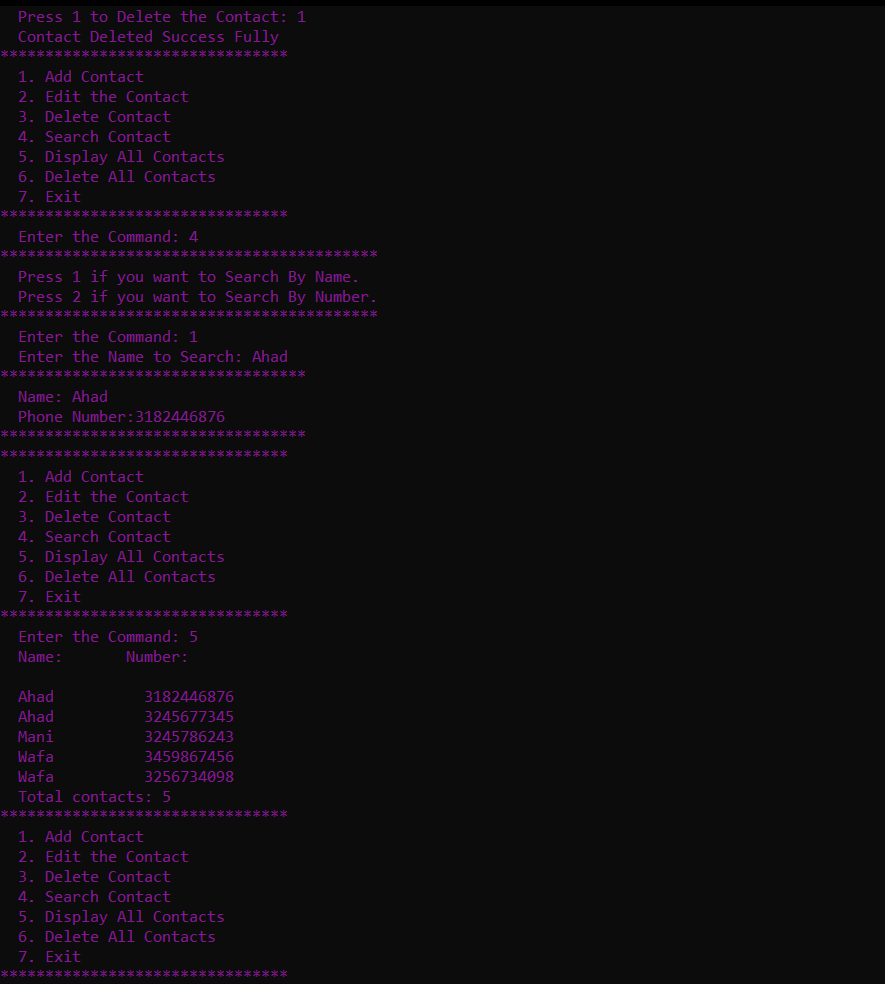 Press 1 to Delete the Contact: 1
Contact Deleted Success Fully
********************************
1. Add Contact
2. Edit the Contact
3. Delete Contact
4. Search Contact
5. Display All Contacts
6. Delete All Contacts
7. Exit
********************************
Enter the Command: 4
******************************************
Press 1 if you want to Search By Name.
Press 2 if you want to Search By Number.
******************************************
Enter the Command: 1
Enter the Name to Search: Ahad
**********************************
Name: Ahad
Phone Number:3182446876
**********************************
********************************
1. Add Contact
2. Edit the Contact
3. Delete Contact
4. Search Contact
5. Display All Contacts
6. Delete All Contacts
7. Exit
********************************
Enter the Command: 5
Name:       Number:
Ahad          3182446876
Ahad          3245677345
Mani          3245786243
Wafa          3459867456
Wafa          3256734098
Total contacts: 5
********************************
1. Add Contact
2. Edit the Contact
3. Delete Contact
4. Search Contact
5. Display All Contacts
6. Delete All Contacts
7. Exit
********************************